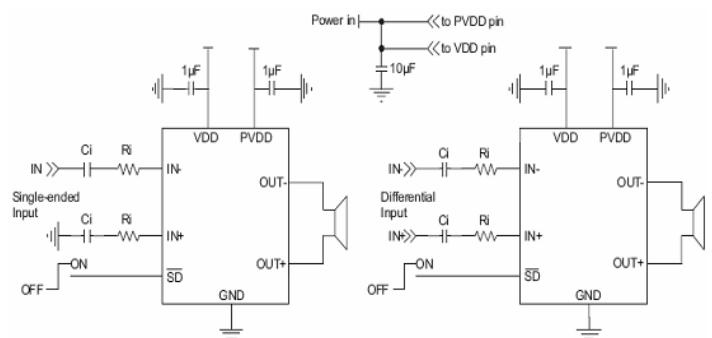 Power in
to PVDD pin
to VDD pin
10µF
1µF
1µF
VDD
PVDD
Ci
Ri
IN
IN-
Single-ended
Input
OUT-
Ci
Ri
IN+
ON
OFF
SD
OUT+
GND
1µF
1µF
VDD
PVDD
Ci
Ri
IN-
IN-
Differential
Input
OUT-
Ci
Ri
IN+
IN+
ON
OFF
SD
OUT+
GND